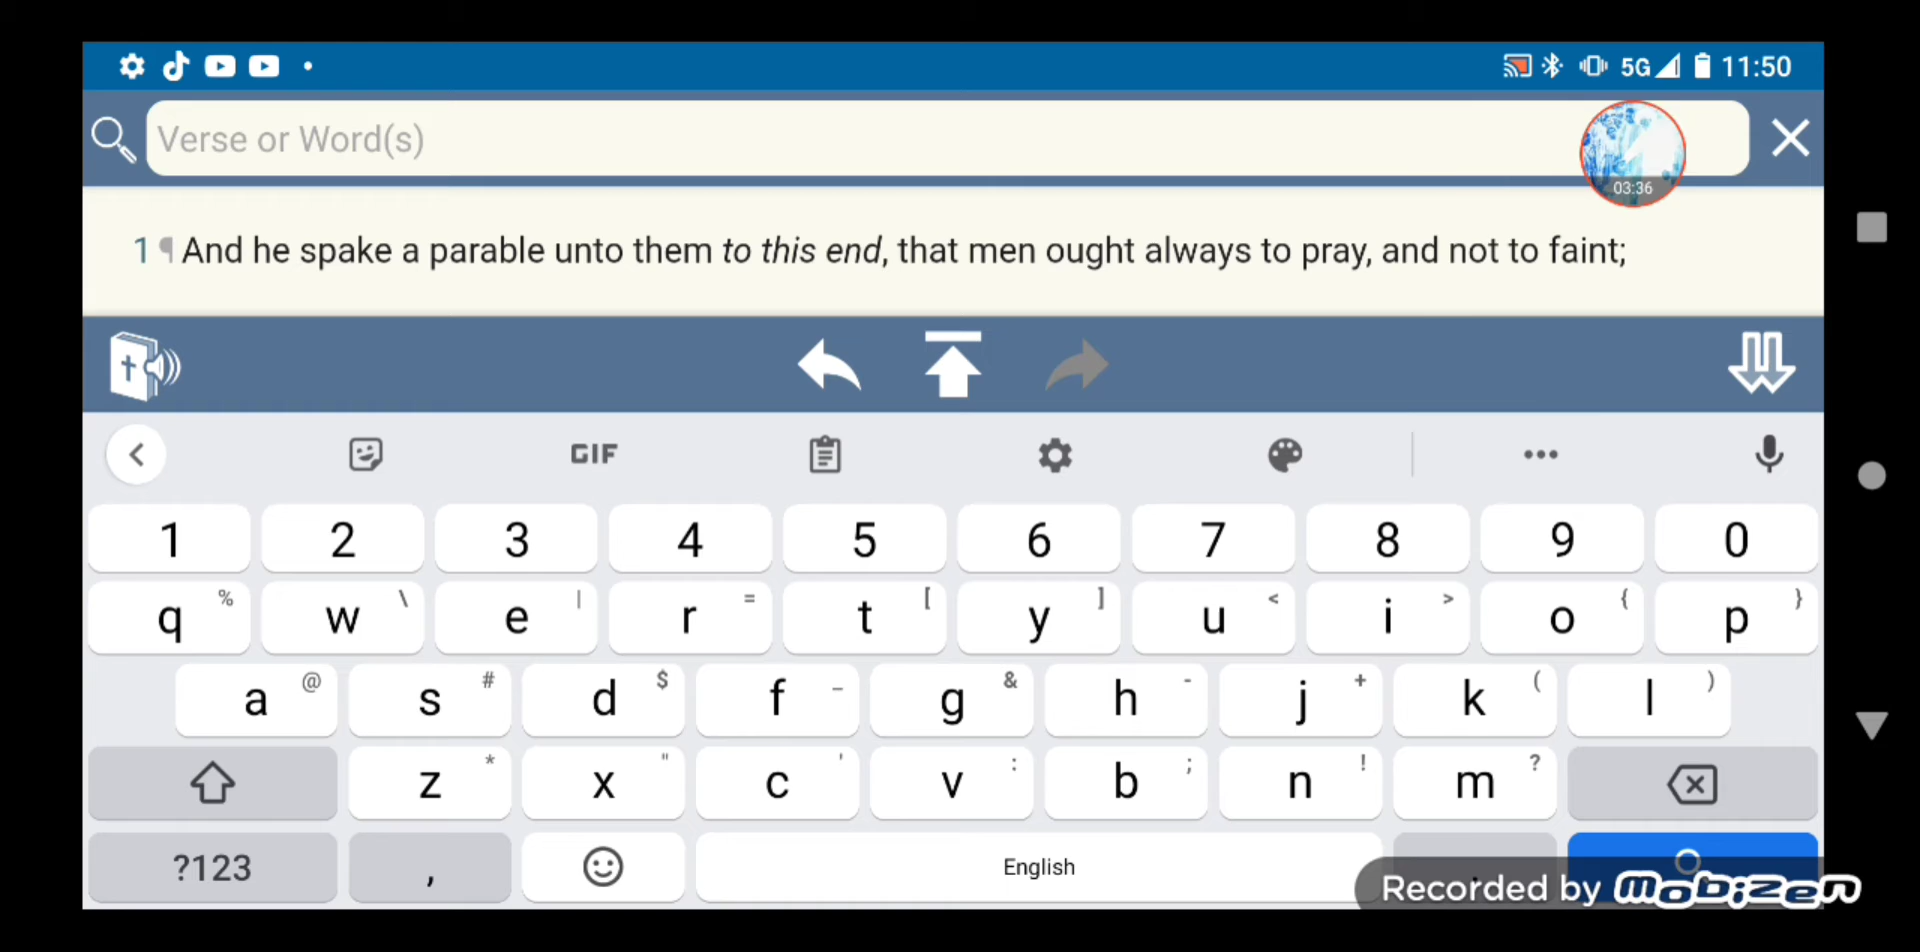 5G 11:50
Verse or Word(s)
03:36
1 ¶ And he spake a parable unto them to this end, that men ought always to pray, and not to faint;
GIF
1 2 3 4 5 6 7 8 9 0
q % w \ e | r = t [ y ] u < i > o { p }
a @ s # d $ f _ g & h - j + k ( l )
z * x " c ' v : b ; n ! m ?
?123 , English .
Recorded by mobizen